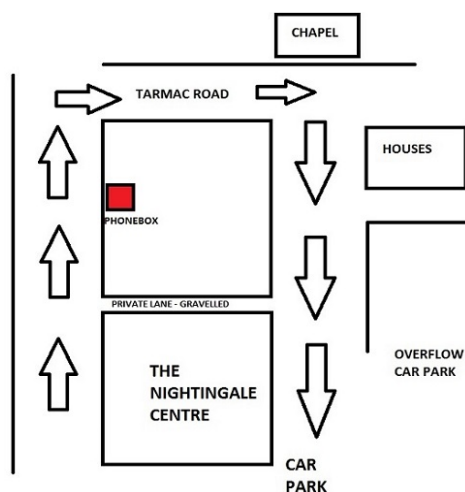 CHAPEL
TARMAC ROAD
HOUSES
PHONEBOX
PRIVATE LANE - GRAVELLED
THE
NIGHTINGALE
CENTRE
OVERFLOW
CAR PARK
CAR
PARK